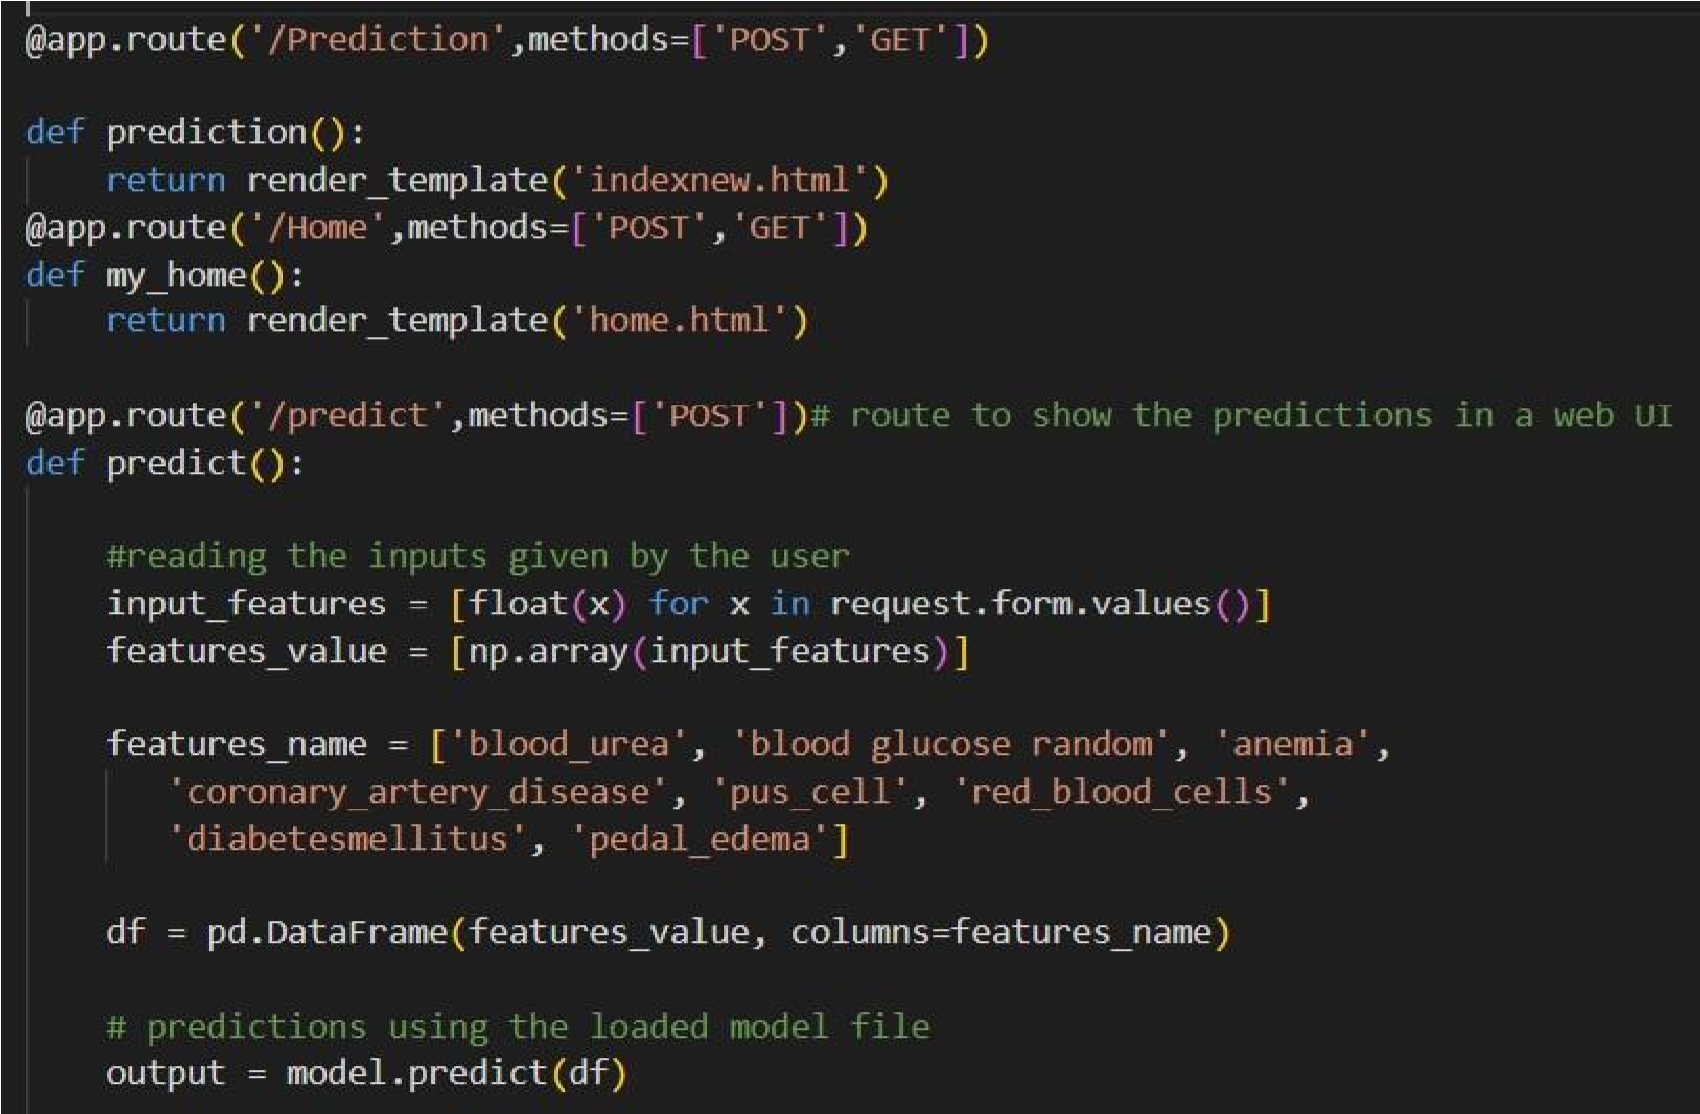 @app.route('/Prediction',methods=['POST','GET'])
def prediction():
return render_template('indexnew.html')
@app.route('/Home',methods=['POST','GET'])
def my_home():
return render_template('home.html')
@app.route('/predict',methods=['POST'])# route to show the predictions in a web UI
def predict():
#reading the inputs given by the user
input_features = [float(x) for x in request.form.values()]
features_value = [np.array(input_features)]
features_name = ['blood_urea', 'blood glucose random', 'anemia',
'coronary_artery_disease', 'pus_cell', 'red_blood_cells',
'diabetesmellitus', 'pedal_edema']
df = pd.DataFrame(features_value, columns=features_name)
# predictions using the loaded model file
output = model.predict(df)